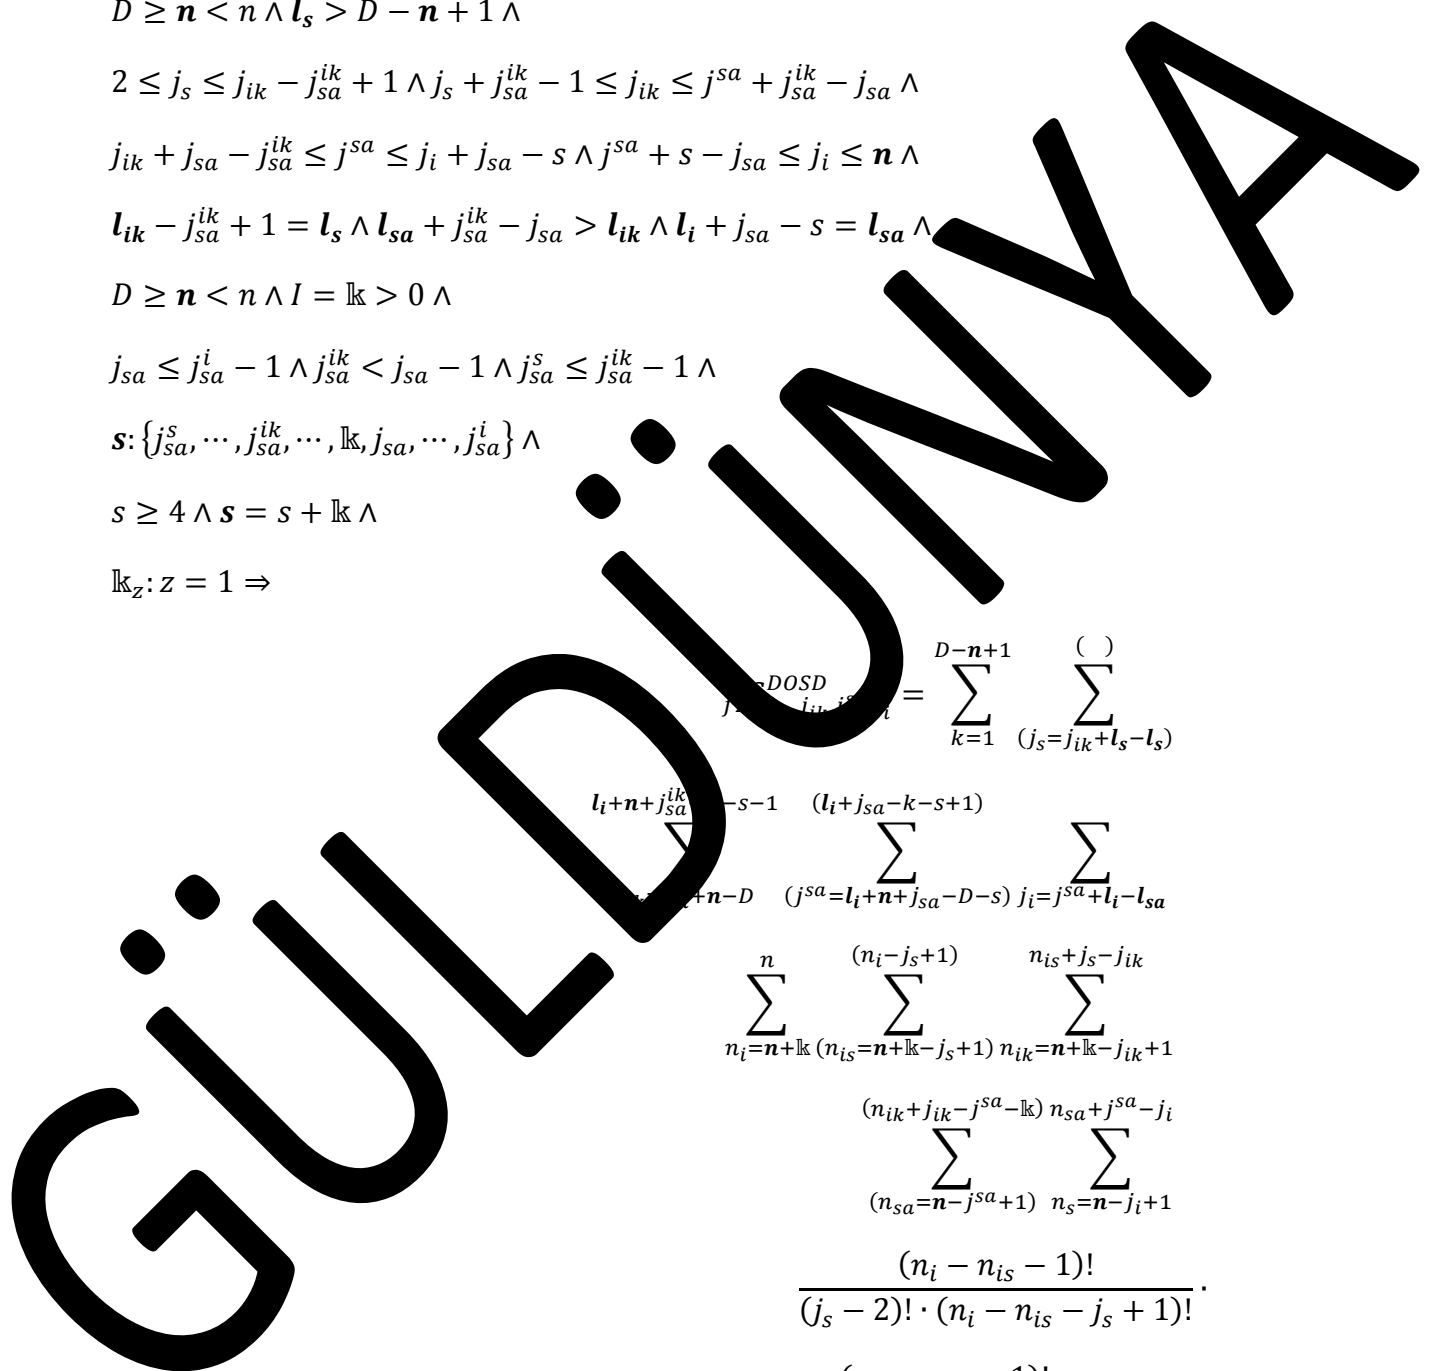 D ≥ 𝒏 < n ∧ 𝒍_𝒔 > D − 𝒏 + 1 ∧
2 ≤ j_s ≤ j_{ik} − j_{sa}^{ik} + 1 ∧ j_s + j_{sa}^{ik} − 1 ≤ j_{ik} ≤ j^{sa} + j_{sa}^{ik} − j_{sa} ∧
j_{ik} + j_{sa} − j_{sa}^{ik} ≤ j^{sa} ≤ j_i + j_{sa} − s ∧ j^{sa} + s − j_{sa} ≤ j_i ≤ 𝒏 ∧
𝒍_{𝒊𝒌} − j_{sa}^{ik} + 1 = 𝒍_𝒔 ∧ 𝒍_{𝒔𝒂} + j_{sa}^{ik} − j_{sa} > 𝒍_{𝒊𝒌} ∧ 𝒍_𝒊 + j_{sa} − s = 𝒍_{𝒔𝒂} ∧
D ≥ 𝒏 < n ∧ I = 𝕜 > 0 ∧
j_{sa} ≤ j_{sa}^i − 1 ∧ j_{sa}^{ik} < j_{sa} − 1 ∧ j_{sa}^s ≤ j_{sa}^{ik} − 1 ∧
𝒔: {j_{sa}^s, ⋯ , j_{sa}^{ik}, ⋯ , 𝕜, j_{sa}, ⋯ , j_{sa}^i} ∧
s ≥ 4 ∧ 𝒔 = s + 𝕜 ∧
𝕜_z: z = 1 ⇒
DOSD = ∑_{k=1}^{D−𝒏+1} ∑_{(j_s=j_{ik}+𝒍_𝒔−𝒍_𝒔)}^{( )}
∑^{𝒍_𝒊+𝒏+j_{sa}^{ik} −s−1}_{+𝒏−D} ∑_{(j^{sa}=𝒍_𝒊+𝒏+j_{sa}−D−s)}^{(𝒍_𝒊+j_{sa}−k−s+1)} ∑_{j_i=j^{sa}+𝒍_𝒊−𝒍_{𝒔𝒂}}
∑_{n_i=𝒏+𝕜}^{n} ∑_{(n_{is}=𝒏+𝕜−j_s+1)}^{(n_i−j_s+1)} ∑_{n_{ik}=𝒏+𝕜−j_{ik}+1}^{n_{is}+j_s−j_{ik}}
∑_{(n_{sa}=𝒏−j^{sa}+1)}^{(n_{ik}+j_{ik}−j^{sa}−𝕜)} ∑_{n_s=𝒏−j_i+1}^{n_{sa}+j^{sa}−j_i}
(n_i − n_{is} − 1)!
(j_s − 2)! · (n_i − n_{is} − j_s + 1)! ·
GÜLDÜNYA